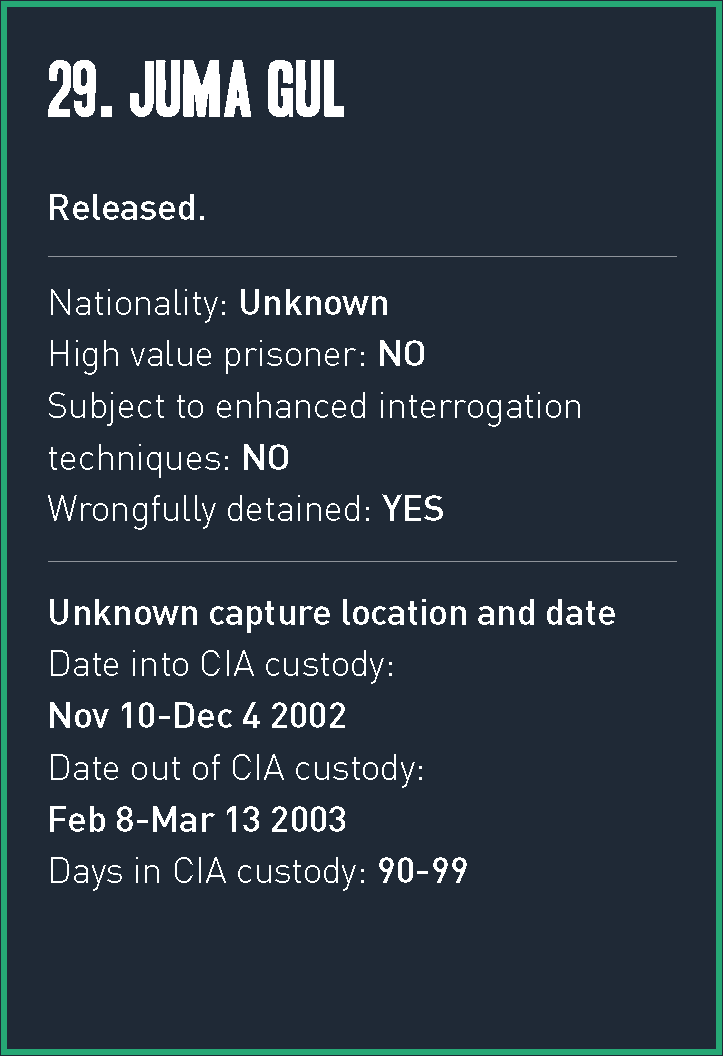 29. JUMA GUL
Released.
Nationality: Unknown
High value prisoner: NO
Subject to enhanced interrogation
techniques: NO
Wrongfully detained: YES
Unknown capture location and date
Date into CIA custody:
Nov 10-Dec 4 2002
Date out of CIA custody:
Feb 8-Mar 13 2003
Days in CIA custody: 90-99